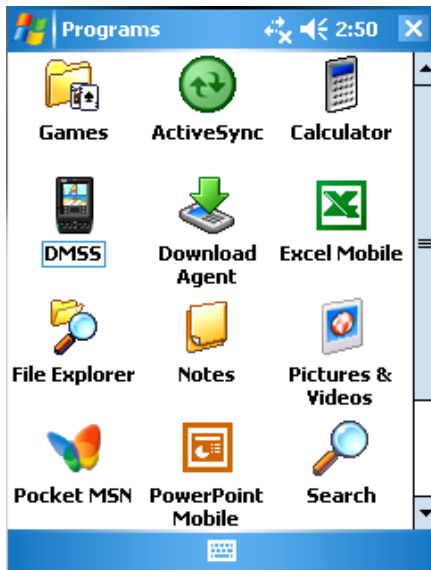 Programs 2:50
Games ActiveSync Calculator
DMSS Download Agent Excel Mobile
File Explorer Notes Pictures & Videos
Pocket MSN PowerPoint Mobile Search